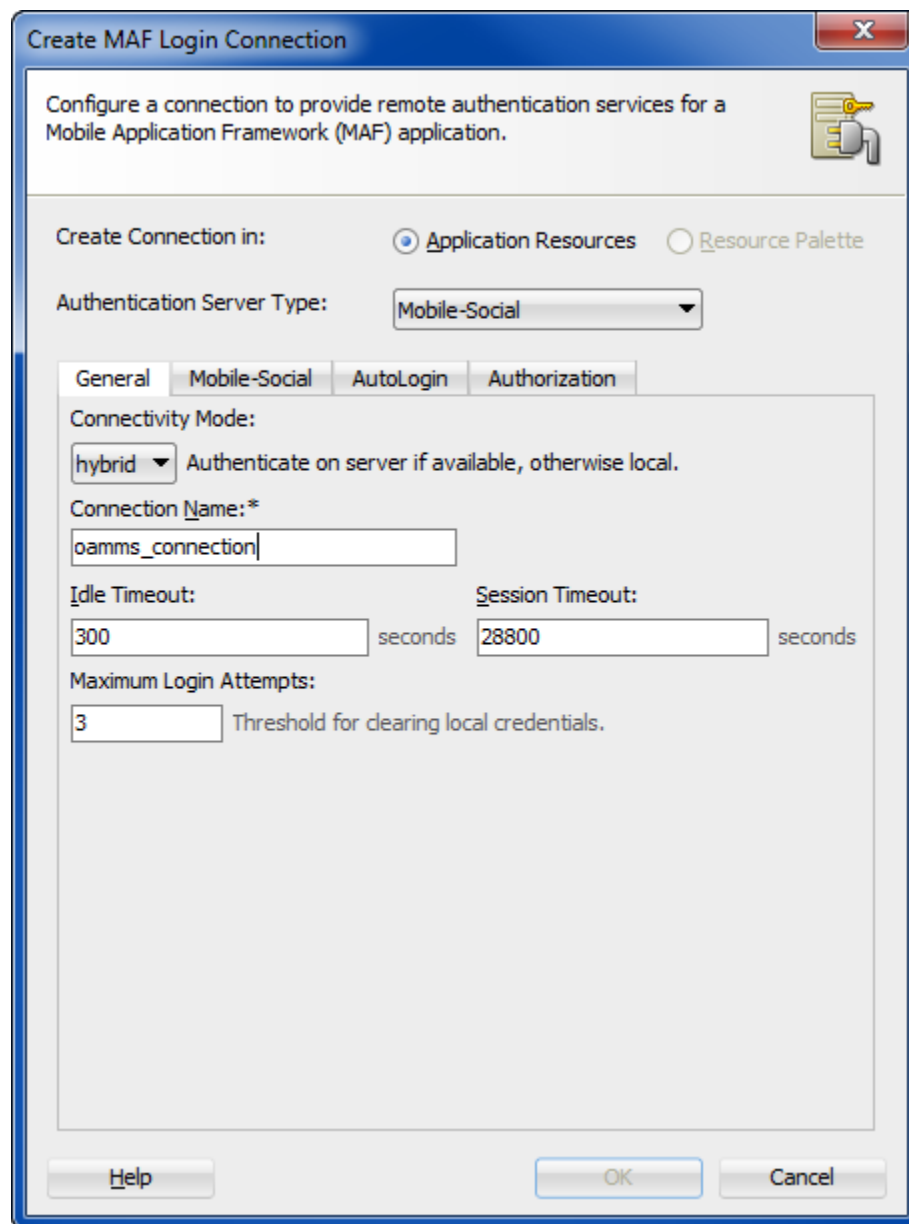 Create MAF Login Connection
Configure a connection to provide remote authentication services for a
Mobile Application Framework (MAF) application.
Create Connection in: Application Resources Resource Palette
Authentication Server Type: Mobile-Social
General Mobile-Social AutoLogin Authorization
Connectivity Mode:
hybrid Authenticate on server if available, otherwise local.
Connection Name:*
oamms_connection
Idle Timeout: Session Timeout:
300 seconds 28800 seconds
Maximum Login Attempts:
3 Threshold for clearing local credentials.
Help OK Cancel